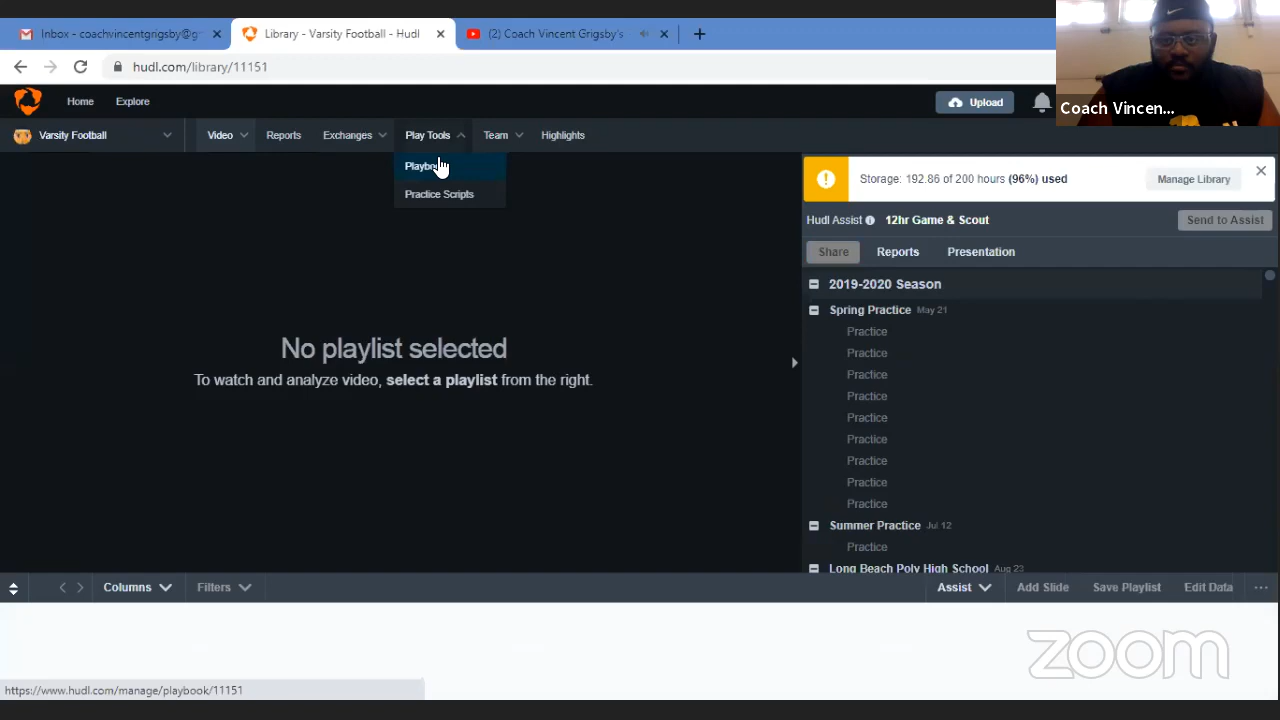 Inbox - coachvincentgrigsby@g
Library - Varsity Football - Hudl
(2) Coach Vincent Grigsby's
hudl.com/library/11151
Home
Explore
Upload
Coach Vincen...
Varsity Football
Video
Reports
Exchanges
Play Tools
Team
Highlights
Playbo
Practice Scripts
Storage: 192.86 of 200 hours (96%) used
Manage Library
Hudl Assist
12hr Game & Scout
Send to Assist
Share
Reports
Presentation
2019-2020 Season
Spring Practice May 21
Practice
Practice
Practice
Practice
Practice
Practice
Practice
Practice
Practice
Summer Practice Jul 12
Practice
Long Beach Poly High School Aug 23
No playlist selected
To watch and analyze video, select a playlist from the right.
Columns
Filters
Assist
Add Slide
Save Playlist
Edit Data
zoom
https://www.hudl.com/manage/playbook/11151